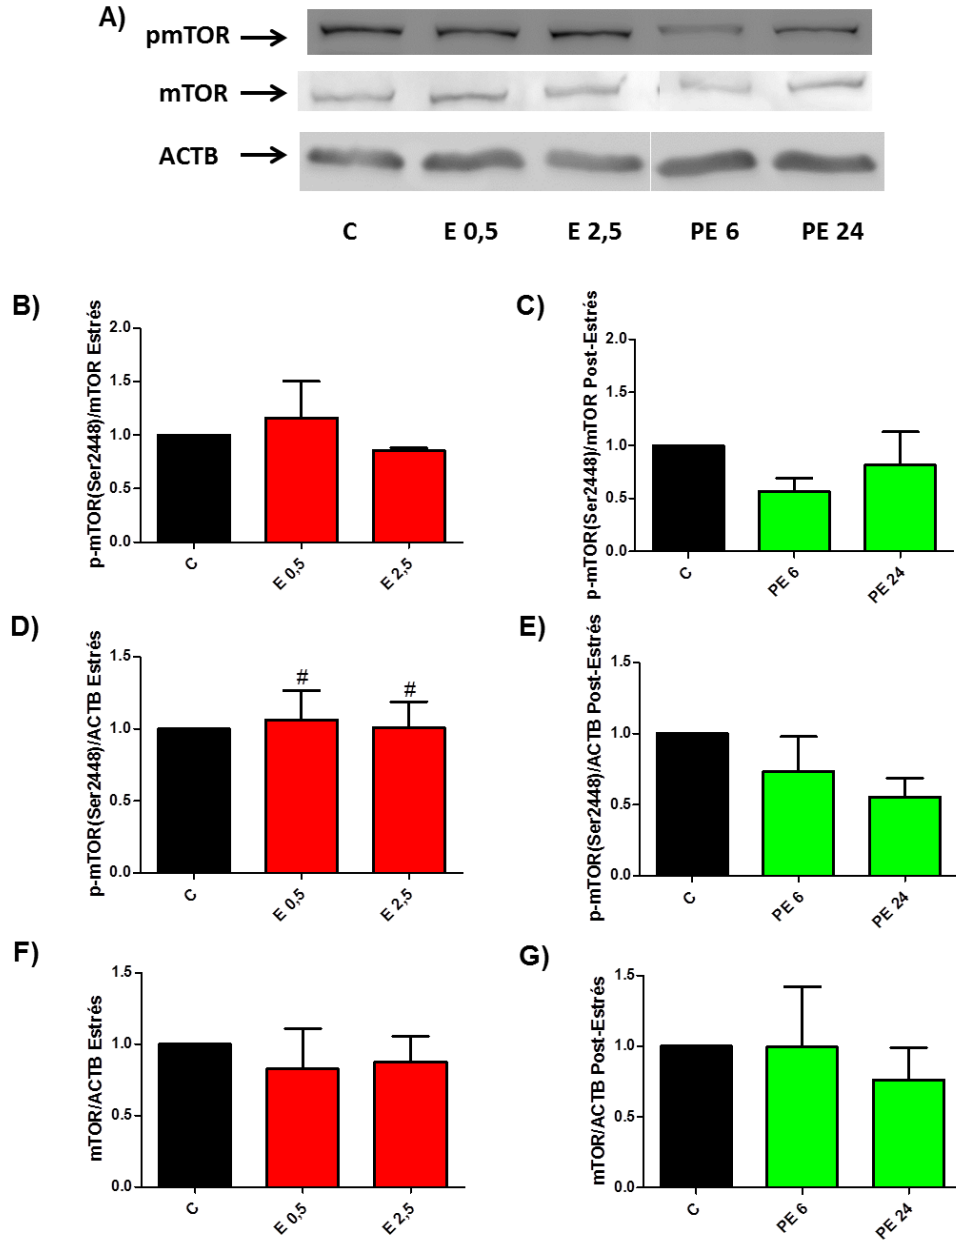 A)
pmTOR
mTOR
ACTB
C E 0,5 E 2,5 PE 6 PE 24
B)
p-mTOR(Ser2448)/mTOR Estrés
2.0
1.5
1.0
0.5
0.0
C E 0,5 E 2,5
C)
p-mTOR(Ser2448)/mTOR Post-Estrés
2.0
1.5
1.0
0.5
0.0
C PE 6 PE 24
D)
p-mTOR(Ser2448)/ACTB Estrés
1.5
1.0
0.5
0.0
# #
C E 0,5 E 2,5
E)
p-mTOR(Ser2448)/ACTB Post-Estrés
1.5
1.0
0.5
0.0
C PE 6 PE 24
F)
mTOR/ACTB Estrés
1.5
1.0
0.5
0.0
C E 0,5 E 2,5
G)
mTOR/ACTB Post-Estrés
1.5
1.0
0.5
0.0
C PE 6 PE 24